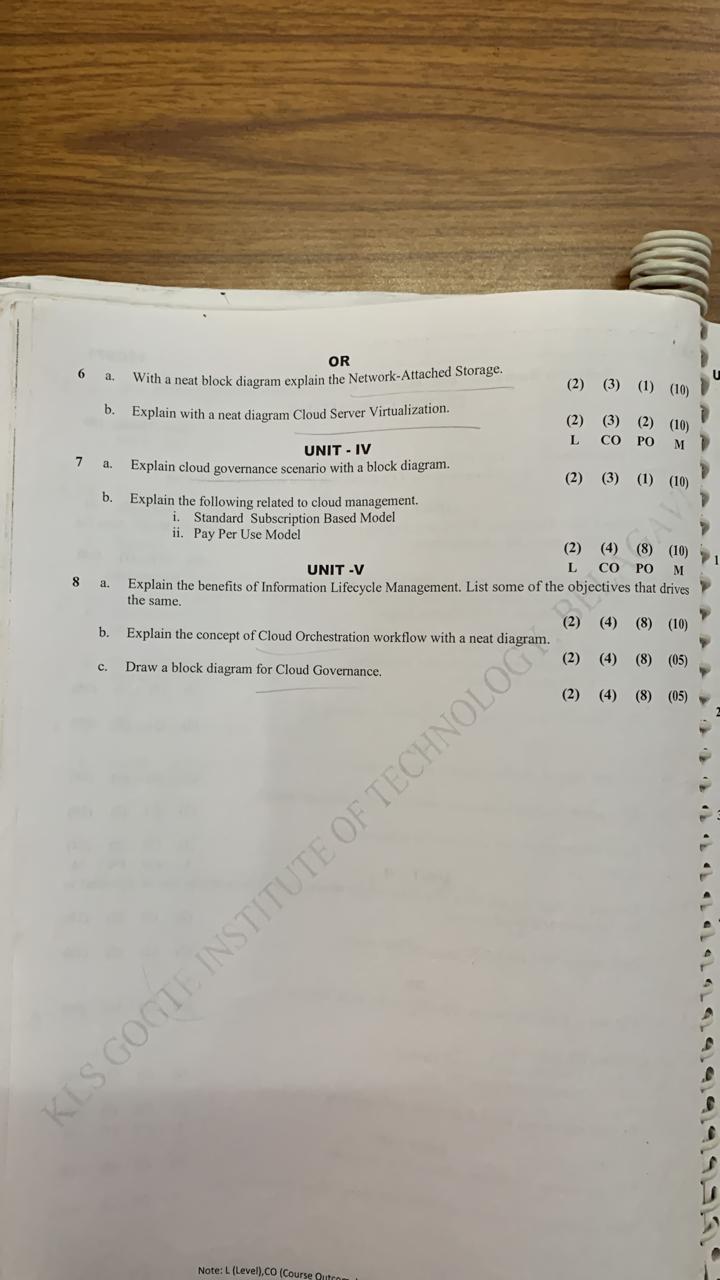 OR
6 a. With a neat block diagram explain the Network-Attached Storage.
(2) (3) (1) (10)
b. Explain with a neat diagram Cloud Server Virtualization.
(2) (3) (2) (10)
UNIT - IV L CO PO M
7 a. Explain cloud governance scenario with a block diagram.
(2) (3) (1) (10)
b. Explain the following related to cloud management.
i. Standard Subscription Based Model
ii. Pay Per Use Model
(2) (4) (8) (10)
UNIT -V L CO PO M
8 a. Explain the benefits of Information Lifecycle Management. List some of the objectives that drives
the same.
(2) (4) (8) (10)
b. Explain the concept of Cloud Orchestration workflow with a neat diagram.
(2) (4) (8) (05)
c. Draw a block diagram for Cloud Governance.
(2) (4) (8) (05)
KLS GOGTE INSTITUTE OF TECHNOLOGY, BELAGAVI
Note: L (Level),CO (Course